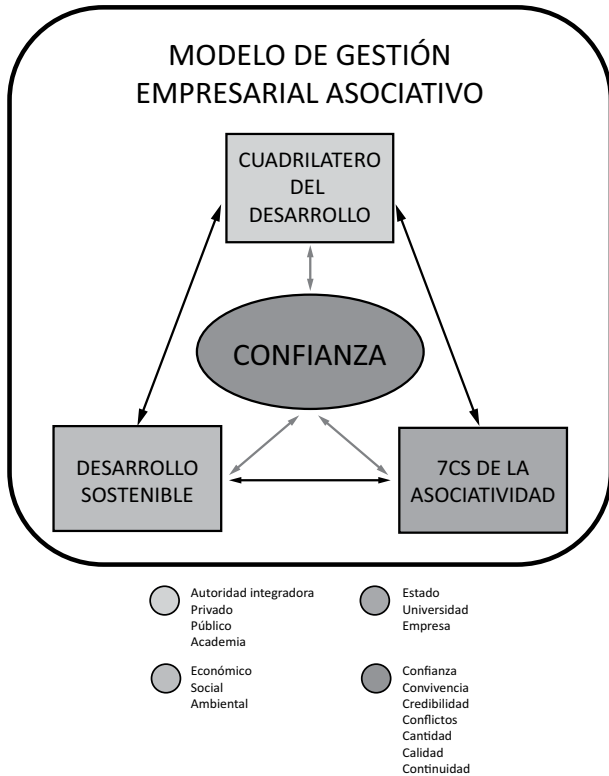 MODELO DE GESTIÓN
EMPRESARIAL ASOCIATIVO
CUADRILATERO
DEL
DESARROLLO
CONFIANZA
DESARROLLO
SOSTENIBLE
7CS DE LA
ASOCIATIVIDAD
Autoridad integradora
Privado
Público
Academia
Estado
Universidad
Empresa
Económico
Social
Ambiental
Confianza
Convivencia
Credibilidad
Conflictos
Cantidad
Calidad
Continuidad